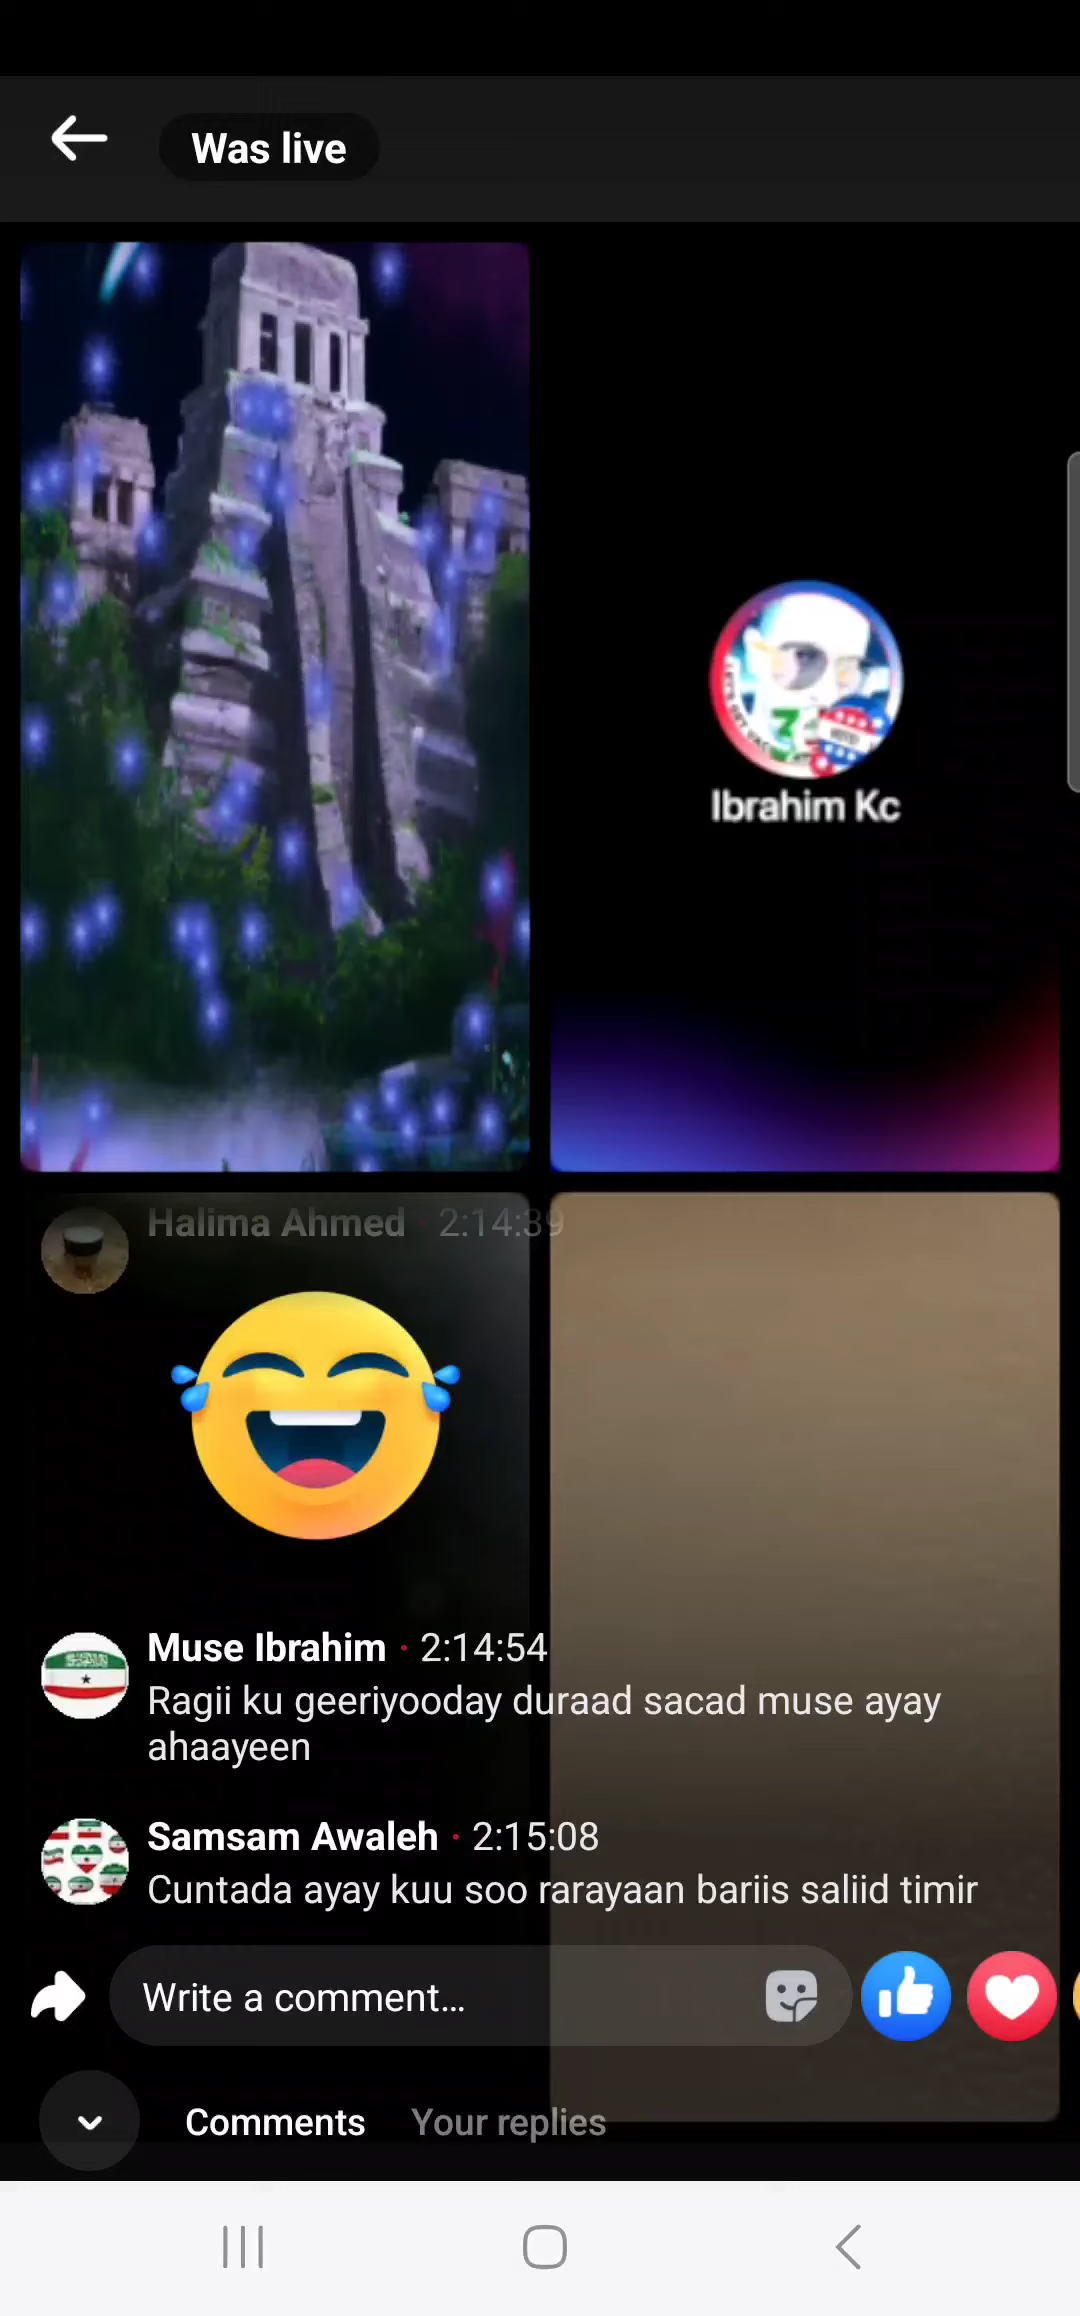 Was live
Ibrahim Kc
Halima Ahmed · 2:14:39
Muse Ibrahim · 2:14:54
Ragii ku geeriyooday duraad sacad muse ayay
ahaayeen
Samsam Awaleh · 2:15:08
Cuntada ayay kuu soo rarayaan bariis saliid timir
Write a comment...
Comments
Your replies